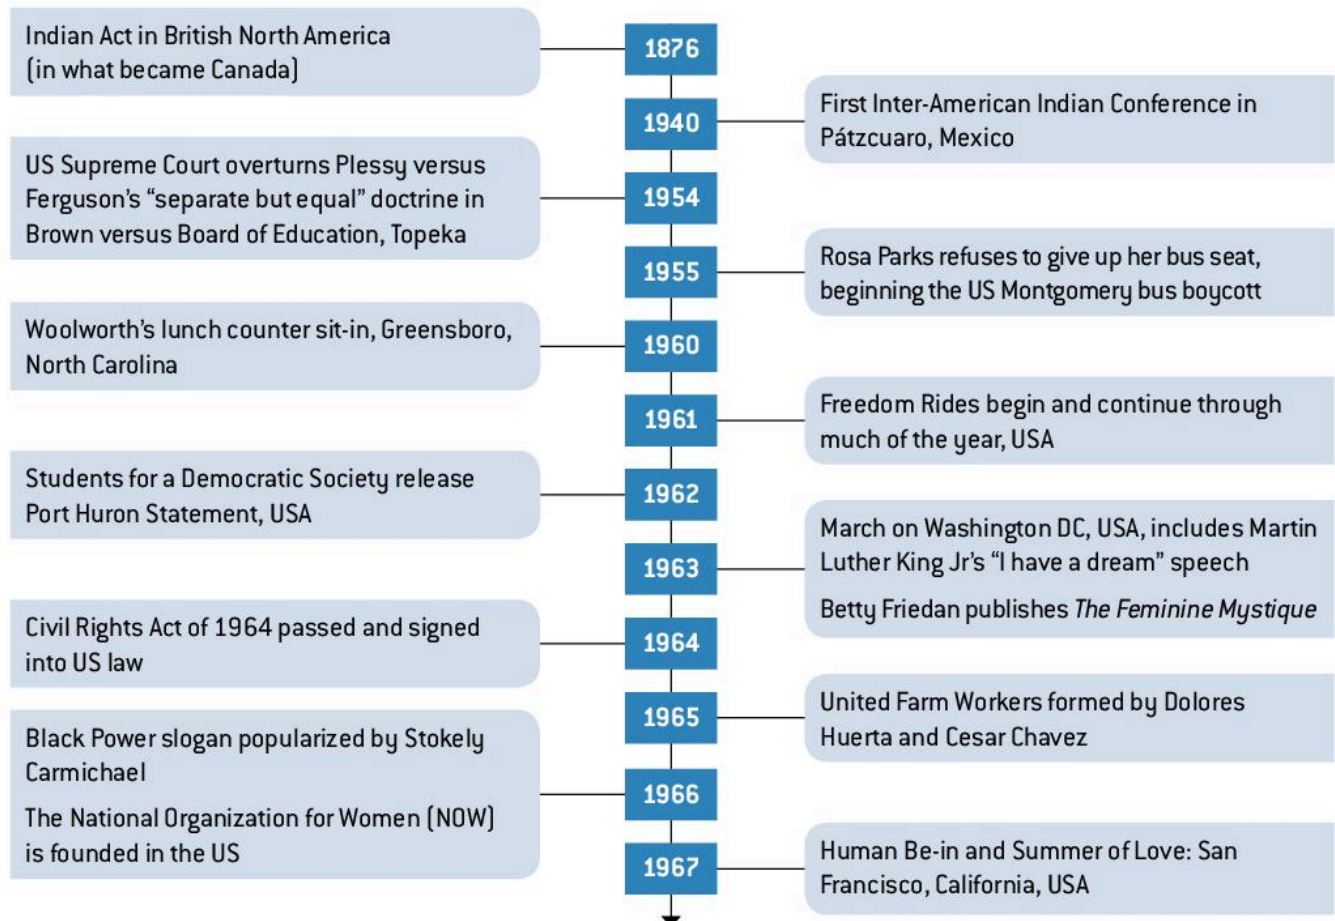 Indian Act in British North America
(in what became Canada)
1876
First Inter-American Indian Conference in
Pátzcuaro, Mexico
1940
US Supreme Court overturns Plessy versus
Ferguson's “separate but equal” doctrine in
Brown versus Board of Education, Topeka
1954
Rosa Parks refuses to give up her bus seat,
beginning the US Montgomery bus boycott
1955
Woolworth's lunch counter sit-in, Greensboro,
North Carolina
1960
Freedom Rides begin and continue through
much of the year, USA
1961
Students for a Democratic Society release
Port Huron Statement, USA
1962
March on Washington DC, USA, includes Martin
Luther King Jr's “I have a dream” speech
Betty Friedan publishes The Feminine Mystique
1963
Civil Rights Act of 1964 passed and signed
into US law
1964
United Farm Workers formed by Dolores
Huerta and Cesar Chavez
1965
Black Power slogan popularized by Stokely
Carmichael
The National Organization for Women (NOW)
is founded in the US
1966
Human Be-in and Summer of Love: San
Francisco, California, USA
1967